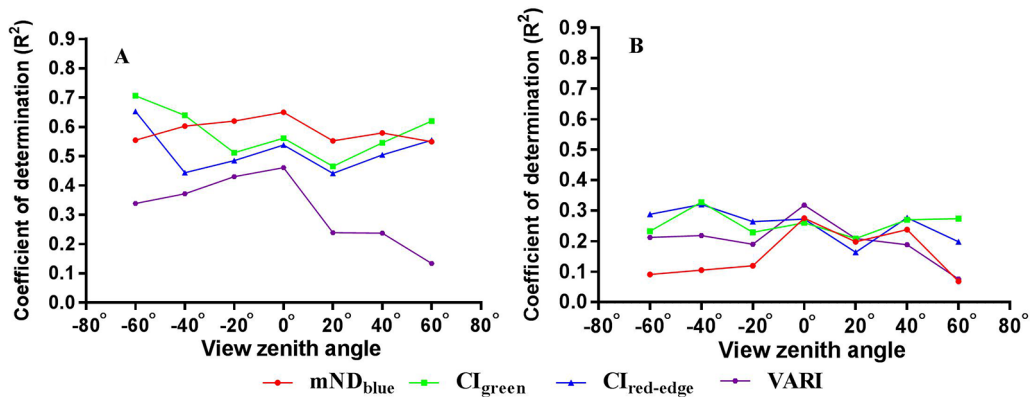 A
Coefficient of determination (R²)
0.9
0.8
0.7
0.6
0.5
0.4
0.3
0.2
0.1
0.0
-80° -60° -40° -20° 0° 20° 40° 60° 80°
View zenith angle
B
Coefficient of determination (R²)
0.9
0.8
0.7
0.6
0.5
0.4
0.3
0.2
0.1
0.0
-80° -60° -40° -20° 0° 20° 40° 60° 80°
View zenith angle
mNDblue CIgreen CIred-edge VARI